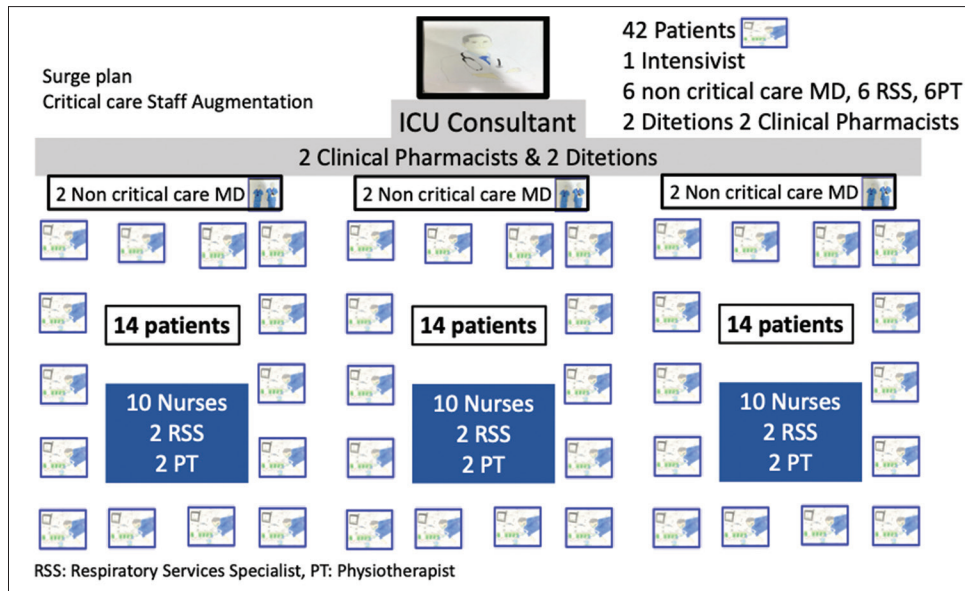 Surge plan
Critical care Staff Augmentation
42 Patients
1 Intensivist
6 non critical care MD, 6 RSS, 6PT
2 Ditetions 2 Clinical Pharmacists
ICU Consultant
2 Clinical Pharmacists & 2 Ditetions
2 Non critical care MD
2 Non critical care MD
2 Non critical care MD
14 patients
14 patients
14 patients
10 Nurses
2 RSS
2 PT
10 Nurses
2 RSS
2 PT
10 Nurses
2 RSS
2 PT
RSS: Respiratory Services Specialist, PT: Physiotherapist